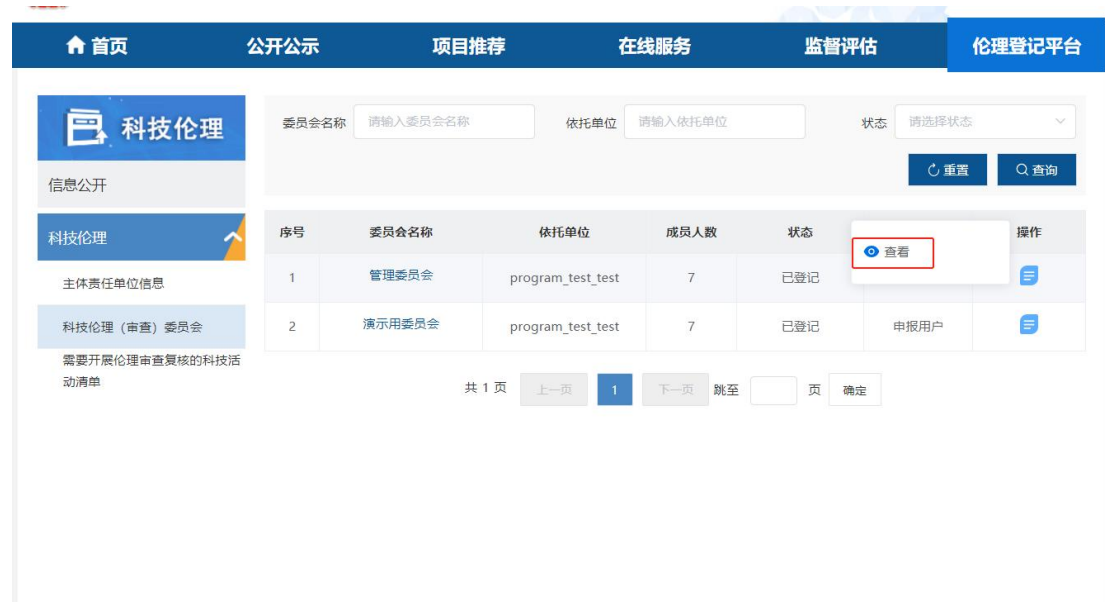 首页 公开公示 项目推荐 在线服务 监督评估 伦理登记平台
科技伦理
信息公开
科技伦理
主体责任单位信息
科技伦理（审查）委员会
需要开展伦理审查复核的科技活
动清单
委员会名称 请输入委员会名称 依托单位 请输入依托单位 状态 请选择状态
重置 查询
序号 委员会名称 依托单位 成员人数 状态 操作
查看
1 管理委员会 program_test_test 7 已登记
2 演示用委员会 program_test_test 7 已登记 申报用户
共 1 页 上一页 1 下一页 跳至 页 确定